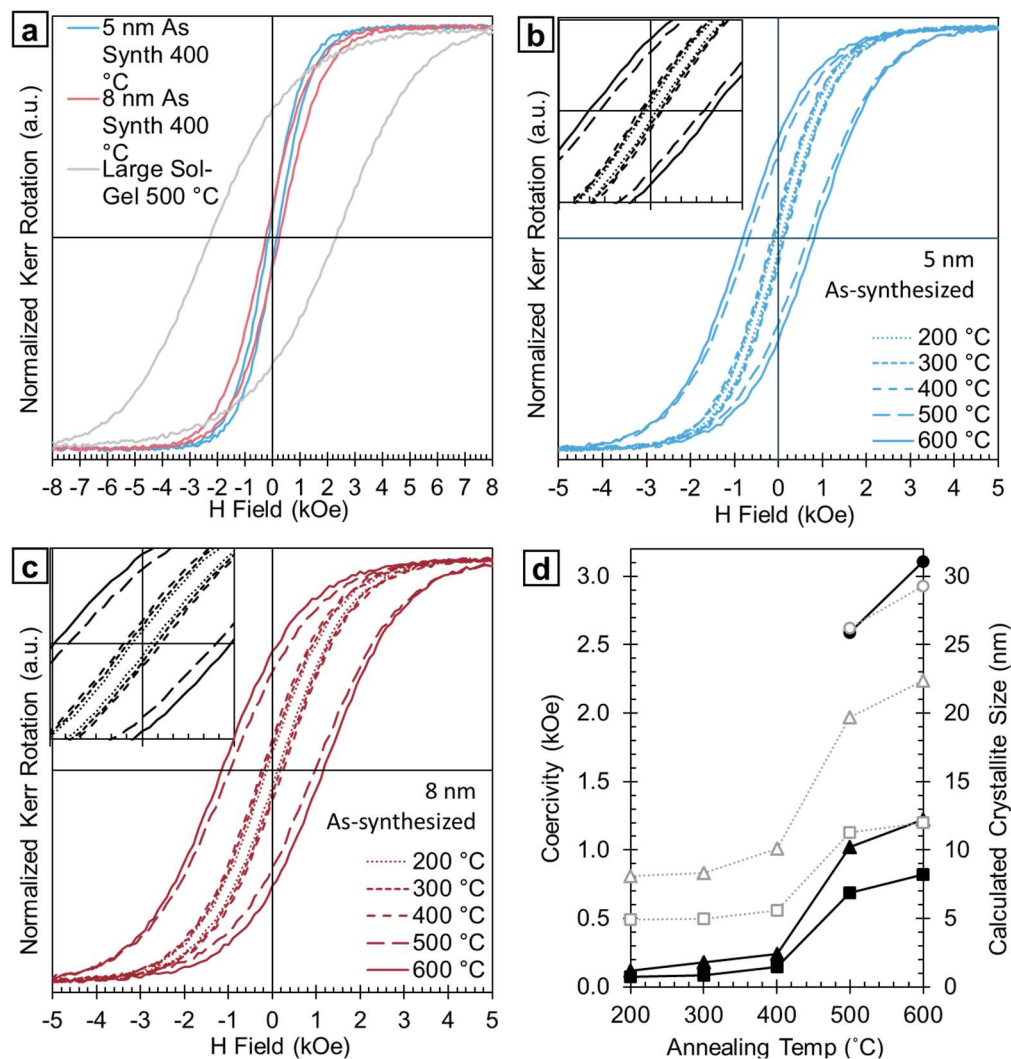 a
5 nm As
Synth 400
°C
8 nm As
Synth 400
°C
Large Sol-
Gel 500 °C
Normalized Kerr Rotation (a.u.)
-8 -7 -6 -5 -4 -3 -2 -1 0 1 2 3 4 5 6 7 8
H Field (kOe)
b
Normalized Kerr Rotation (a.u.)
5 nm
As-synthesized
200 °C
300 °C
400 °C
500 °C
600 °C
-5 -4 -3 -2 -1 0 1 2 3 4 5
H Field (kOe)
c
Normalized Kerr Rotation (a.u.)
8 nm
As-synthesized
200 °C
300 °C
400 °C
500 °C
600 °C
-5 -4 -3 -2 -1 0 1 2 3 4 5
H Field (kOe)
d
Coercivity (kOe)
3.0
2.5
2.0
1.5
1.0
0.5
0.0
30
25
20
15
10
5
0
Calculated Crystallite Size (nm)
200 300 400 500 600
Annealing Temp (˚C)